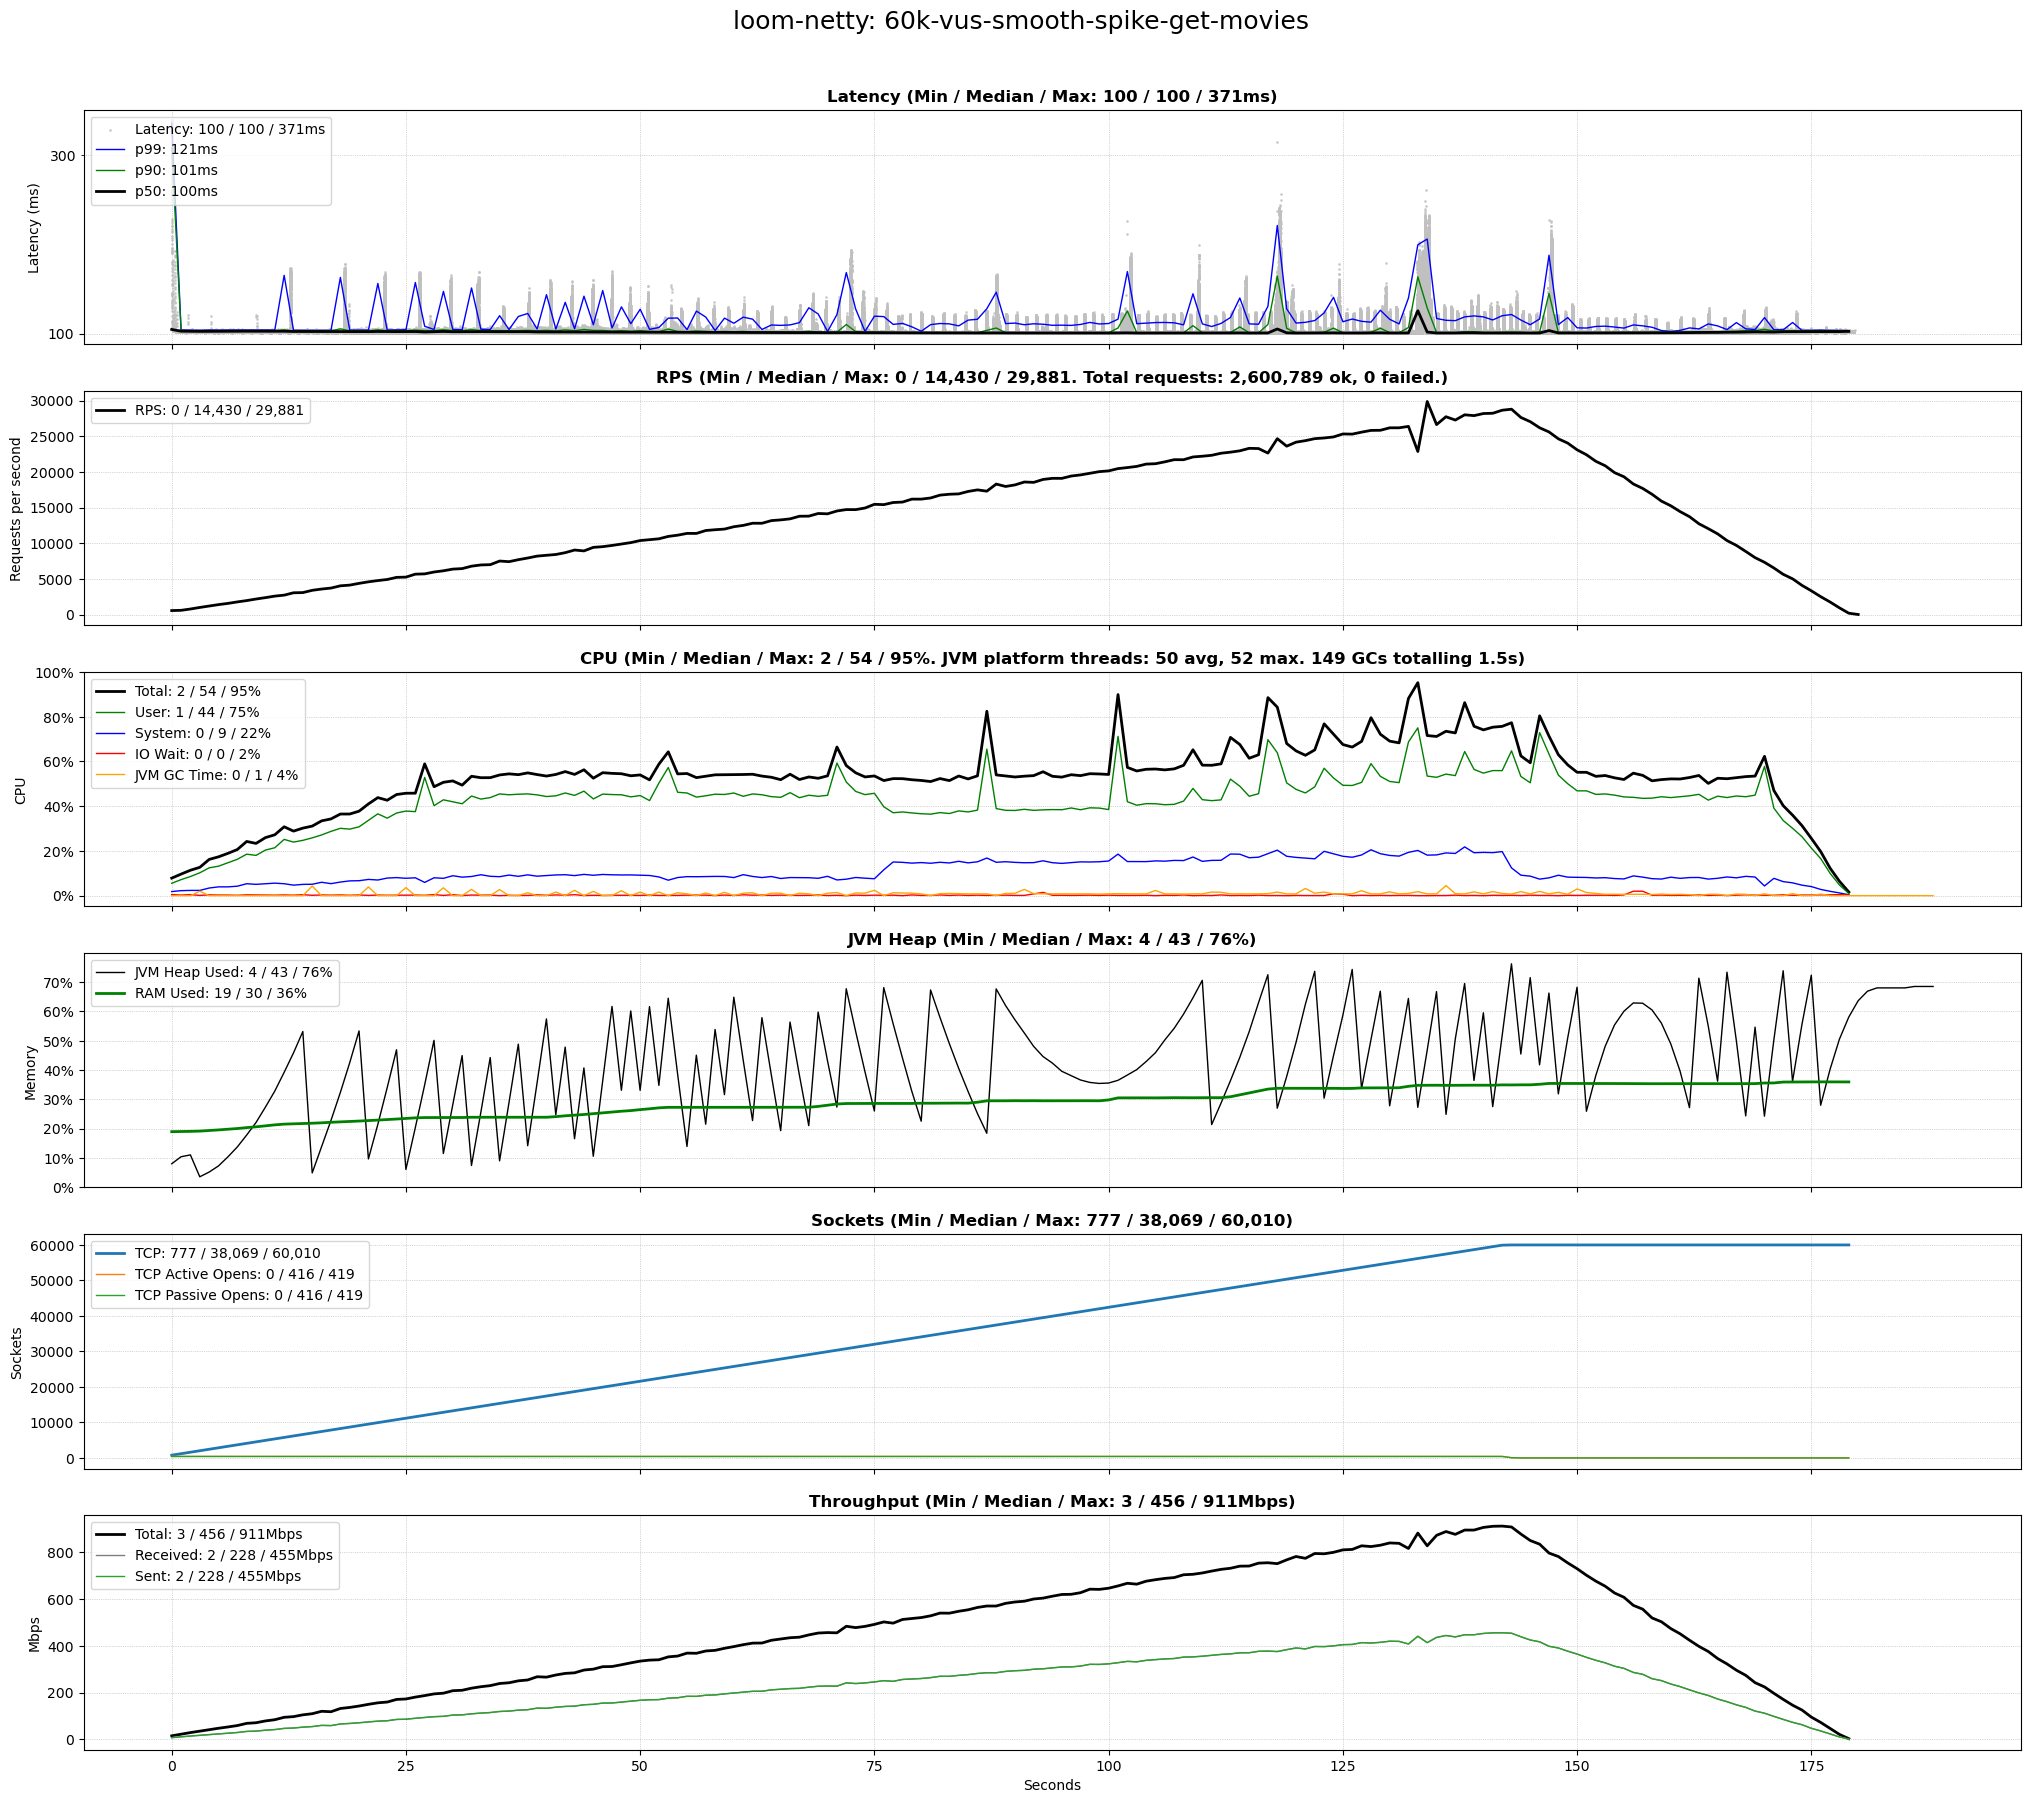 loom-netty: 60k-vus-smooth-spike-get-movies
Latency (Min / Median / Max: 100 / 100 / 371ms)
Latency: 100 / 100 / 371ms
p99: 121ms
p90: 101ms
p50: 100ms
300
100
Latency (ms)
RPS (Min / Median / Max: 0 / 14,430 / 29,881. Total requests: 2,600,789 ok, 0 failed.)
RPS: 0 / 14,430 / 29,881
30000
25000
20000
15000
10000
5000
0
Requests per second
CPU (Min / Median / Max: 2 / 54 / 95%. JVM platform threads: 50 avg, 52 max. 149 GCs totalling 1.5s)
Total: 2 / 54 / 95%
User: 1 / 44 / 75%
System: 0 / 9 / 22%
IO Wait: 0 / 0 / 2%
JVM GC Time: 0 / 1 / 4%
100%
80%
60%
40%
20%
0%
CPU
JVM Heap (Min / Median / Max: 4 / 43 / 76%)
JVM Heap Used: 4 / 43 / 76%
RAM Used: 19 / 30 / 36%
70%
60%
50%
40%
30%
20%
10%
0%
Memory
Sockets (Min / Median / Max: 777 / 38,069 / 60,010)
TCP: 777 / 38,069 / 60,010
TCP Active Opens: 0 / 416 / 419
TCP Passive Opens: 0 / 416 / 419
60000
50000
40000
30000
20000
10000
0
Sockets
Throughput (Min / Median / Max: 3 / 456 / 911Mbps)
Total: 3 / 456 / 911Mbps
Received: 2 / 228 / 455Mbps
Sent: 2 / 228 / 455Mbps
800
600
400
200
0
Mbps
0 25 50 75 100 125 150 175
Seconds